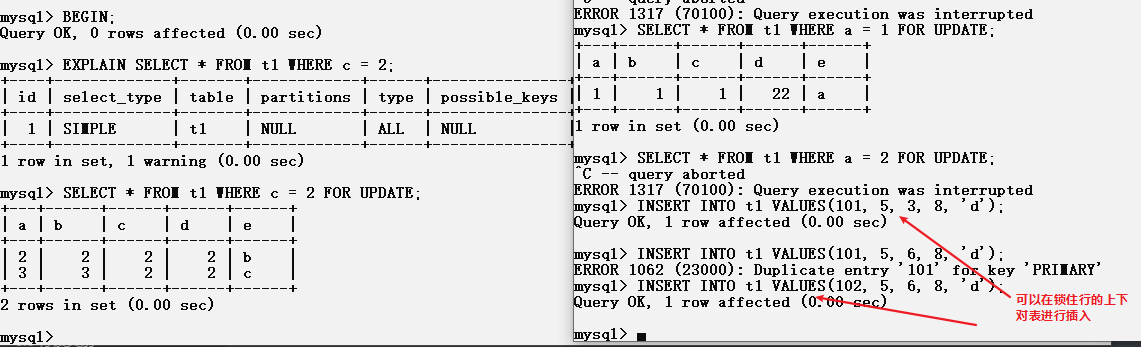 mysql> BEGIN;
Query OK, 0 rows affected (0.00 sec)
mysql> EXPLAIN SELECT * FROM t1 WHERE c = 2;
| id | select_type | table | partitions | type | possible_keys |
| 1 | SIMPLE | t1 | NULL | ALL | NULL |
1 row in set, 1 warning (0.00 sec)
mysql> SELECT * FROM t1 WHERE c = 2 FOR UPDATE;
| a | b | c | d | e |
| 2 | 2 | 2 | 2 | b |
| 3 | 3 | 2 | 2 | c |
2 rows in set (0.00 sec)
mysql>
ERROR 1317 (70100): Query execution was interrupted
mysql> SELECT * FROM t1 WHERE a = 1 FOR UPDATE;
| a | b | c | d | e |
| 1 | 1 | 1 | 22 | a |
1 row in set (0.00 sec)
mysql> SELECT * FROM t1 WHERE a = 2 FOR UPDATE;
^C -- query aborted
ERROR 1317 (70100): Query execution was interrupted
mysql> INSERT INTO t1 VALUES(101, 5, 3, 8, 'd');
Query OK, 1 row affected (0.00 sec)
mysql> INSERT INTO t1 VALUES(101, 5, 6, 8, 'd');
ERROR 1062 (23000): Duplicate entry '101' for key 'PRIMARY'
mysql> INSERT INTO t1 VALUES(102, 5, 6, 8, 'd');
Query OK, 1 row affected (0.00 sec)
mysql>
可以在锁住行的上下
对表进行插入